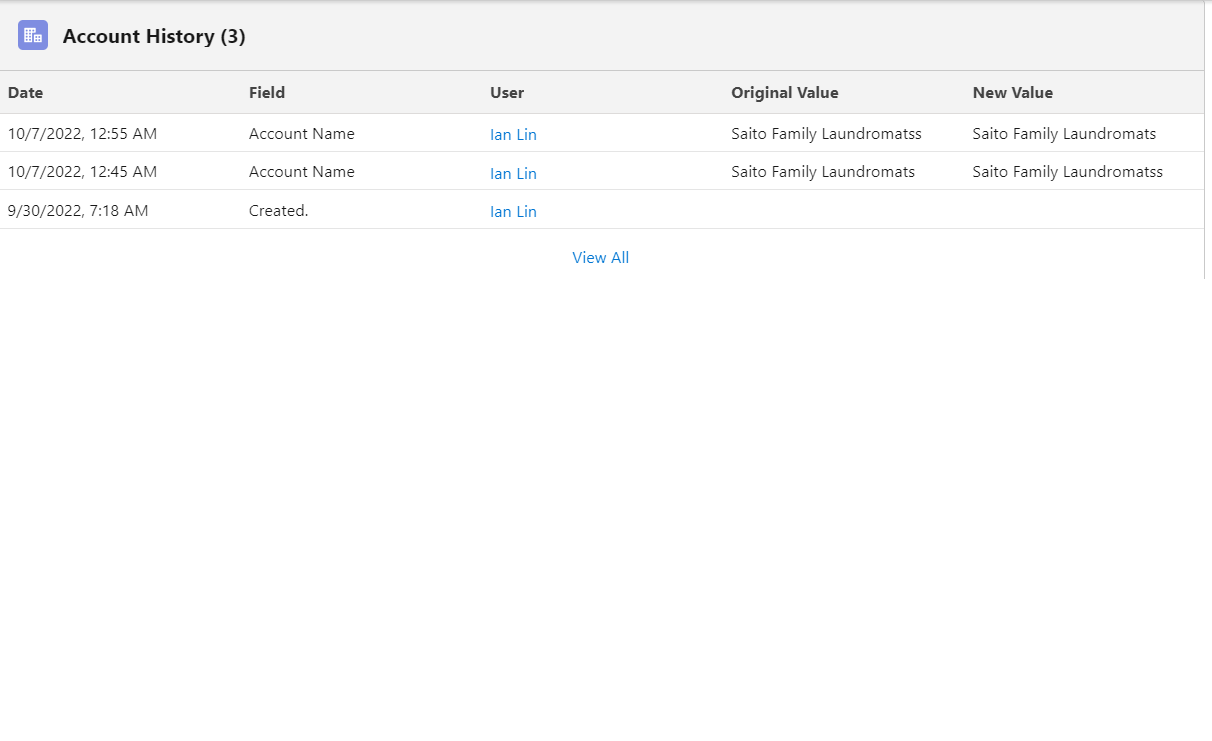 Account History (3)
Date Field User Original Value New Value
10/7/2022, 12:55 AM Account Name Ian Lin Saito Family Laundromatss Saito Family Laundromats
10/7/2022, 12:45 AM Account Name Ian Lin Saito Family Laundromats Saito Family Laundromatss
9/30/2022, 7:18 AM Created. Ian Lin
View All